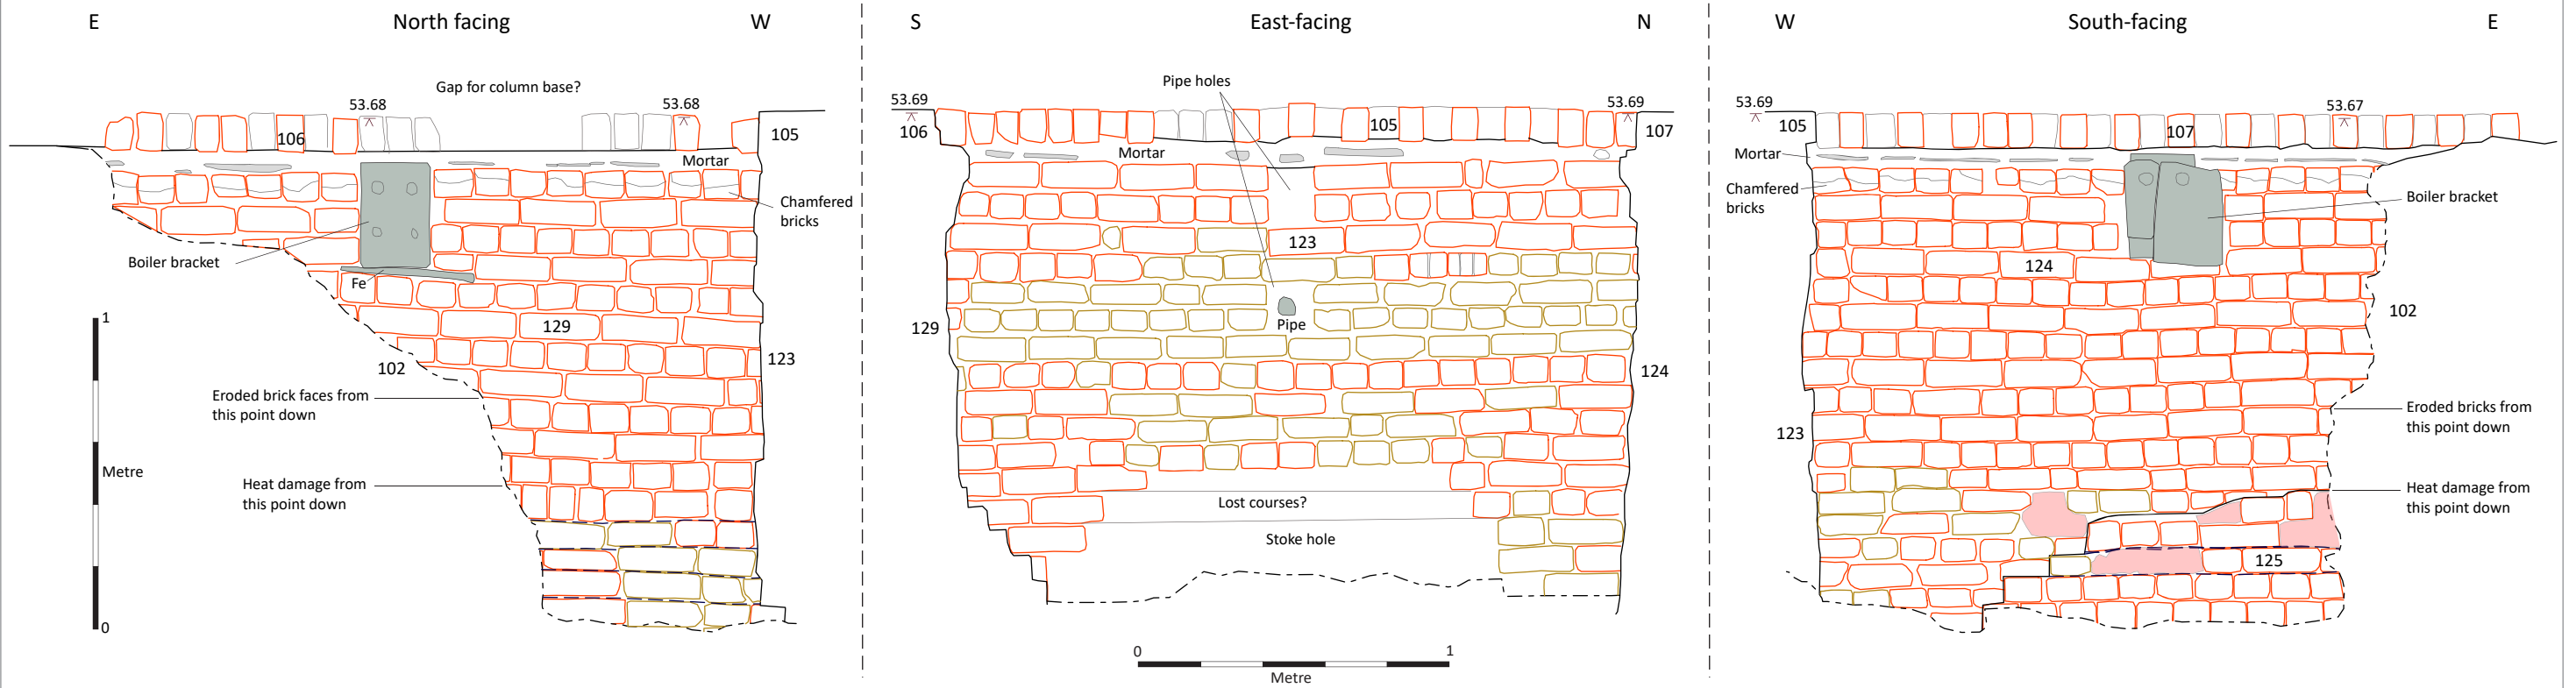 E North facing W
Gap for column base?
53.68
53.68
106
105
Mortar
Chamfered
bricks
Boiler bracket
Fe
129
102
123
Eroded brick faces from
this point down
Heat damage from
this point down
1
Metre
0
S East-facing N
Pipe holes
53.69
53.69
106
105
107
Mortar
123
129
Pipe
124
Lost courses?
Stoke hole
0 1
Metre
W South-facing E
53.69
53.67
105
107
Mortar
Chamfered
bricks
Boiler bracket
124
102
123
Eroded bricks from
this point down
Heat damage from
this point down
125